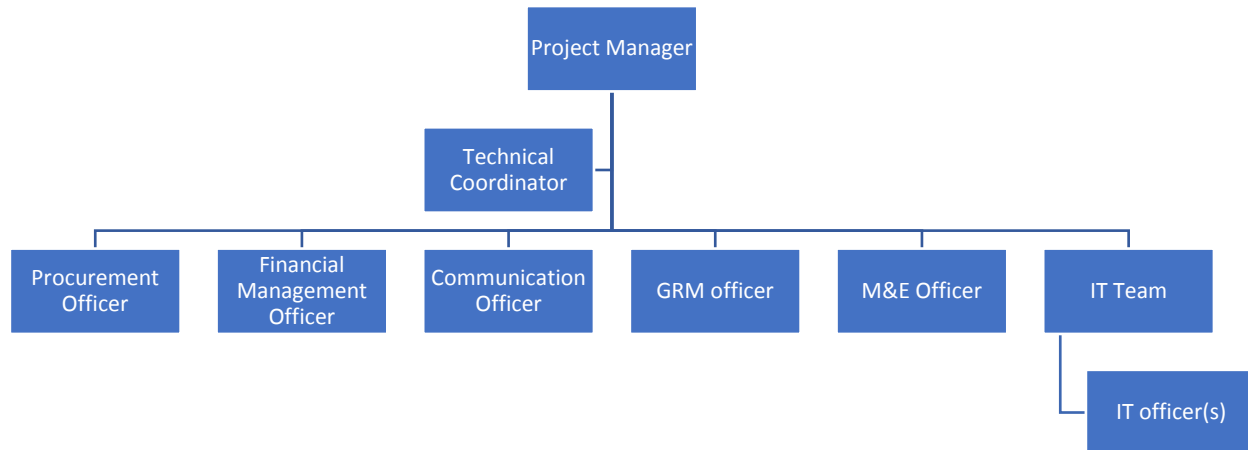 Project Manager
Technical
Coordinator
Procurement
Officer
Financial
Management
Officer
Communication
Officer
GRM officer
M&E Officer
IT Team
IT officer(s)